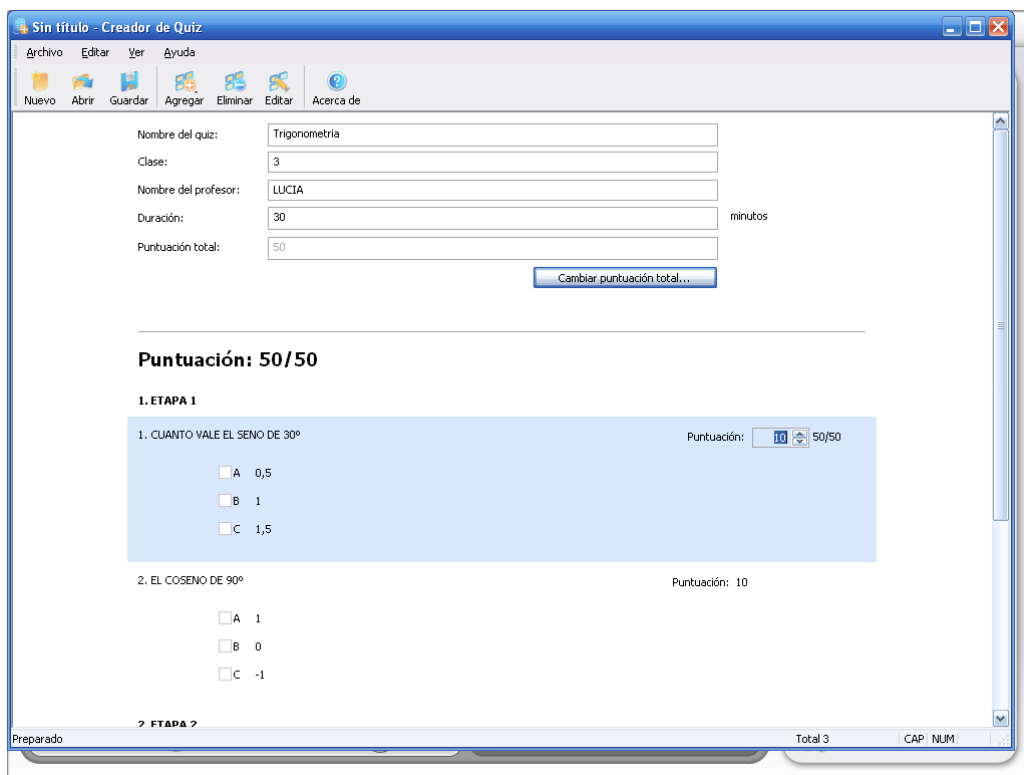 Sin título - Creador de Quiz
Archivo Editar Ver Ayuda
Nuevo Abrir Guardar Agregar Eliminar Editar Acerca de
Nombre del quiz: Trigonometria
Clase: 3
Nombre del profesor: LUCIA
Duración: 30 minutos
Puntuación total: 50
Cambiar puntuación total...
Puntuación: 50/50
1. ETAPA 1
1. CUANTO VALE EL SENO DE 30º Puntuación: 10 50/50
A 0,5
B 1
C 1,5
2. EL COSENO DE 90º Puntuación: 10
A 1
B 0
C -1
2. ETAPA 2
Preparado Total 3 CAP NUM